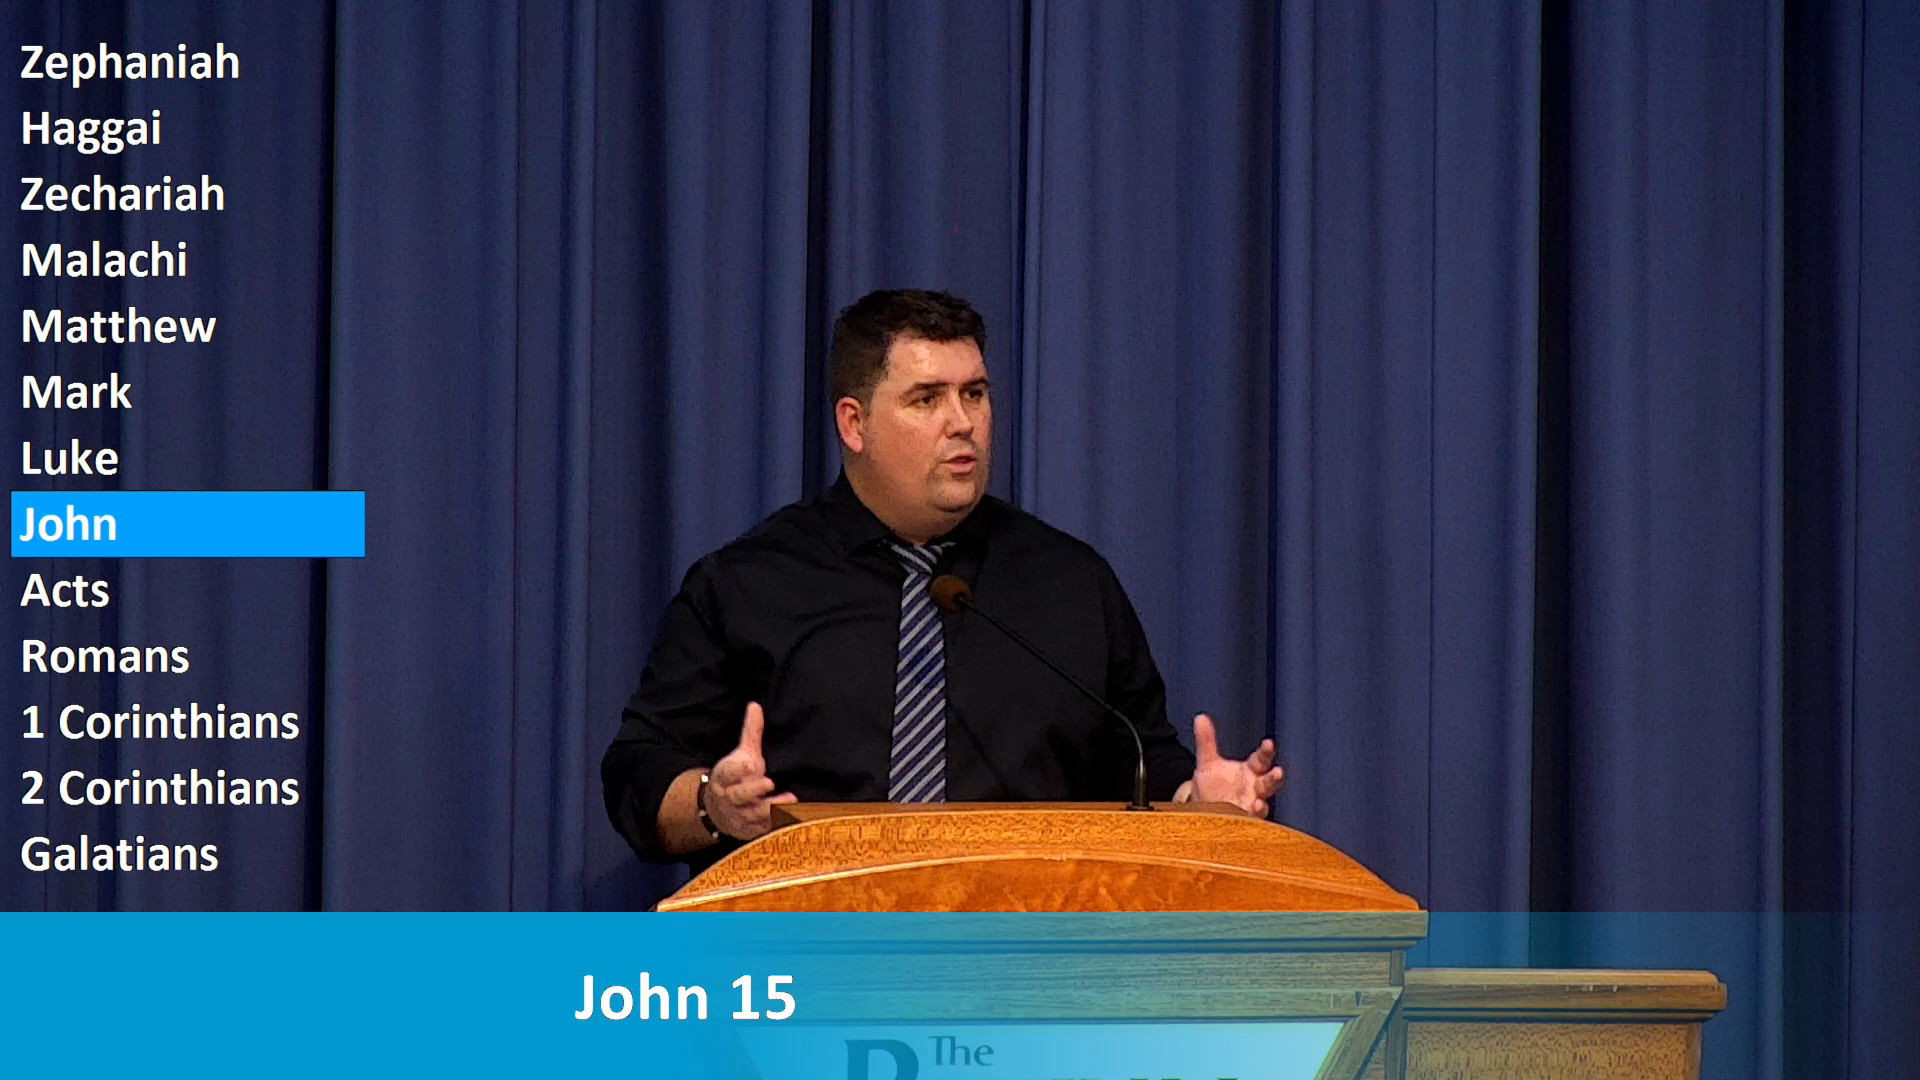 Zephaniah
Haggai
Zechariah
Malachi
Matthew
Mark
Luke
John
Acts
Romans
1 Corinthians
2 Corinthians
Galatians
John 15
The